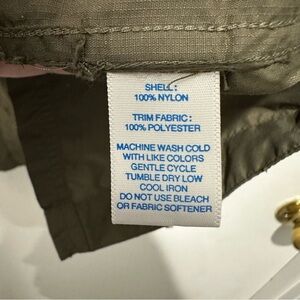 SHELL:
100% NYLON
TRIM FABRIC:
100% POLYESTER
MACHINE WASH COLD
WITH LIKE COLORS
GENTLE CYCLE
TUMBLE DRY LOW
COOL IRON
DO NOT USE BLEACH
OR FABRIC SOFTENER